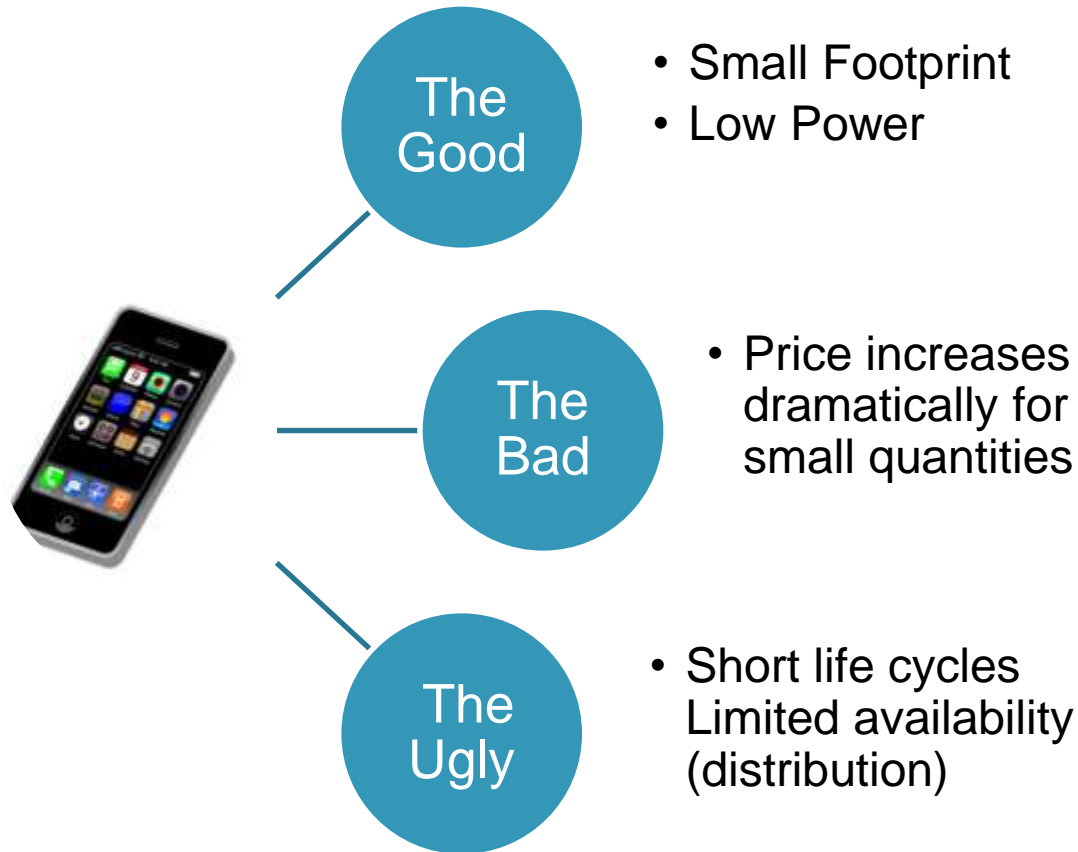 The
Good
• Small Footprint
• Low Power
The
Bad
• Price increases
dramatically for
small quantities
The
Ugly
• Short life cycles
Limited availability
(distribution)